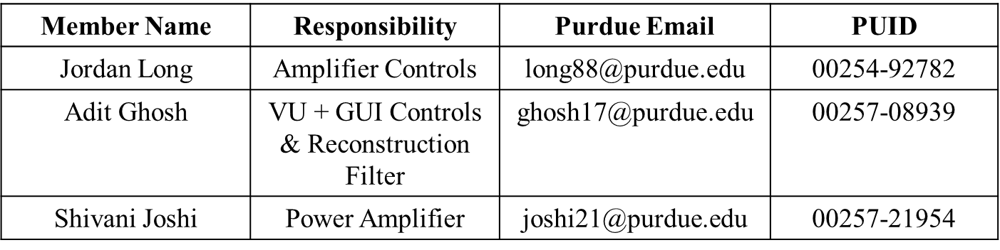 Member Name Responsibility Purdue Email PUID
Jordan Long Amplifier Controls long88@purdue.edu 00254-92782
Adit Ghosh VU + GUI Controls ghosh17@purdue.edu 00257-08939
& Reconstruction
Filter
Shivani Joshi Power Amplifier joshi21@purdue.edu 00257-21954